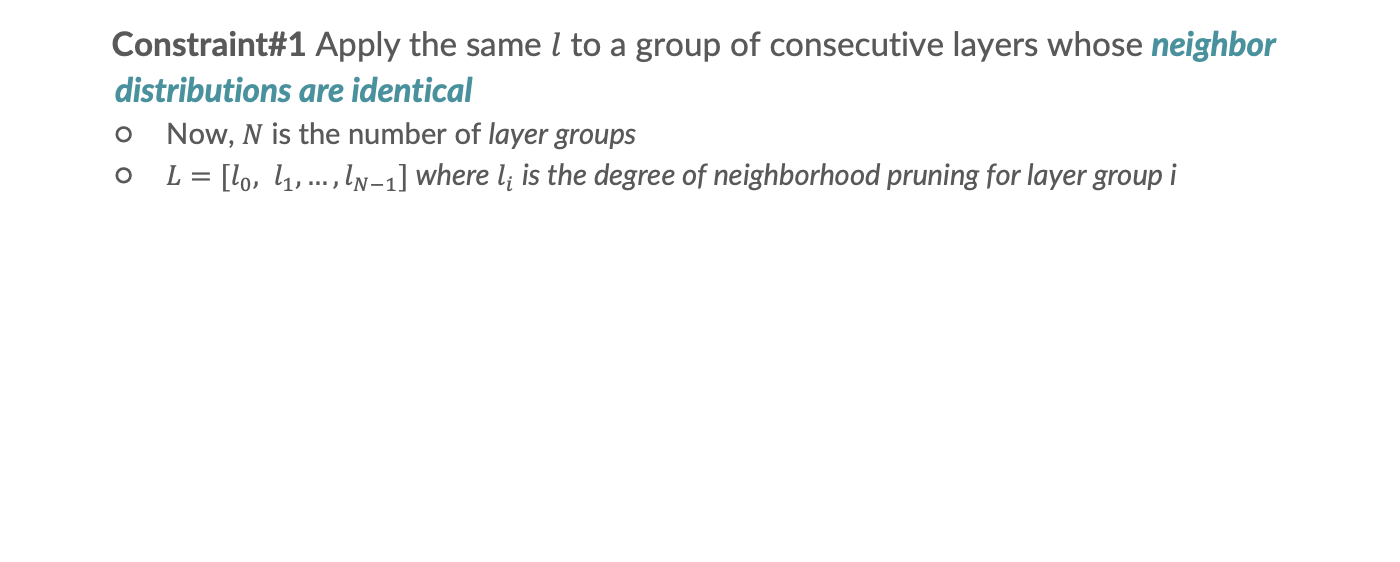 Constraint#1 Apply the same l to a group of consecutive layers whose neighbor
distributions are identical
○ Now, N is the number of layer groups
○ L = [l₀, l₁, … , l_{N−1}] where lᵢ is the degree of neighborhood pruning for layer group i